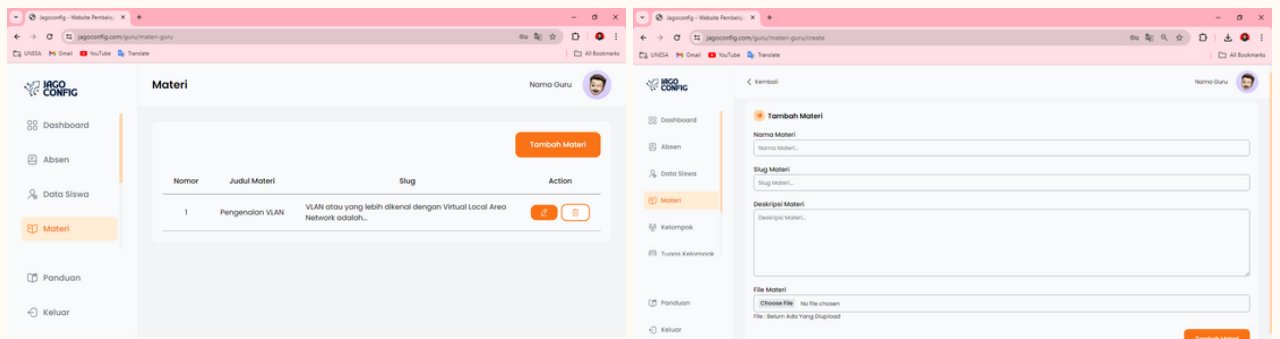 Jagoconfig - Website Pembelaj
jagoconfig.com/guru/materi-guru
UNESA Gmail YouTube Translate All Bookmarks
JAGO CONFIG
Materi
Nama Guru
Dashboard
Absen
Data Siswa
Materi
Panduan
Keluar
Tambah Materi
Nomor Judul Materi Slug Action
1 Pengenalan VLAN VLAN atau yang lebih dikenal dengan Virtual Local Area
Network adalah...
Jagoconfig - Website Pembelaj
jagoconfig.com/guru/materi-guru/create
UNESA Gmail YouTube Translate All Bookmarks
JAGO CONFIG
Kembali
Nama Guru
Dashboard
Absen
Data Siswa
Materi
Kelompok
Tugas Kelompok
Panduan
Keluar
Tambah Materi
Nama Materi
Nama Materi...
Slug Materi
Slug Materi...
Deskripsi Materi
Deskripsi Materi...
File Materi
Choose File No file chosen
File : Belum Ada Yang Diupload
Tambah Materi